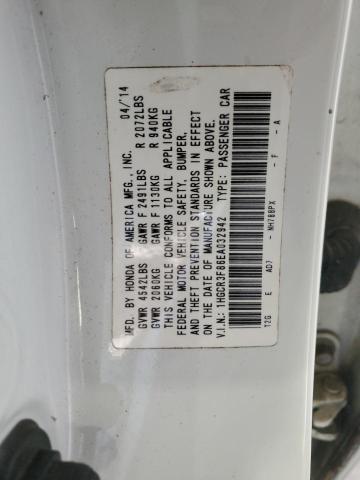 MFD. BY HONDA OF AMERICA MFG., INC. 04/'14
GVWR 4542LBS GAWR F 2491LBS R 2072LBS
GVWR 2060KG GAWR F 1130KG R 940KG
THIS VEHICLE CONFORMS TO ALL APPLICABLE
FEDERAL MOTOR VEHICLE SAFETY, BUMPER,
AND THEFT PREVENTION STANDARDS IN EFFECT
ON THE DATE OF MANUFACTURE SHOWN ABOVE.
V.I.N.: 1HGCR3F86EA032942 TYPE: PASSENGER CAR
12G E AD7 - NH788PX - F - A